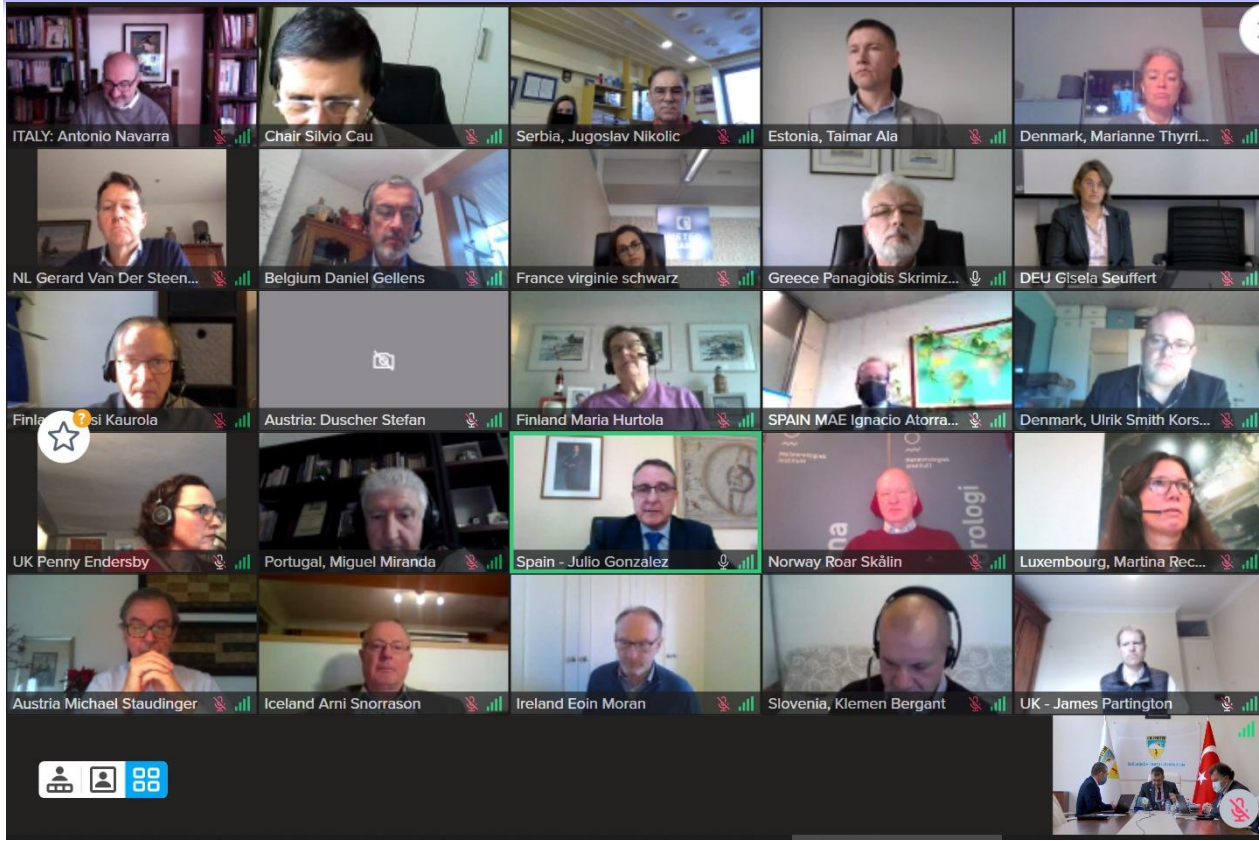 ITALY: Antonio Navarra
Chair Silvio Cau
Serbia, Jugoslav Nikolic
Estonia, Taimar Ala
Denmark, Marianne Thyrri...
NL Gerard Van Der Steen...
Belgium Daniel Gellens
France virginie schwarz
Greece Panagiotis Skrimiz...
DEU Gisela Seuffert
si Kaurola
?
Austria: Duscher Stefan
Finland Maria Hurtola
SPAIN MAE Ignacio Atorra...
Denmark, Ulrik Smith Kors...
UK Penny Endersby
Portugal, Miguel Miranda
Spain - Julio Gonzalez
Meteorologisk
institutt
Norway Roar Skålin
Luxembourg, Martina Rec...
Austria Michael Staudinger
Iceland Arni Snorrason
Ireland Eoin Moran
Slovenia, Klemen Bergant
UK - James Partington